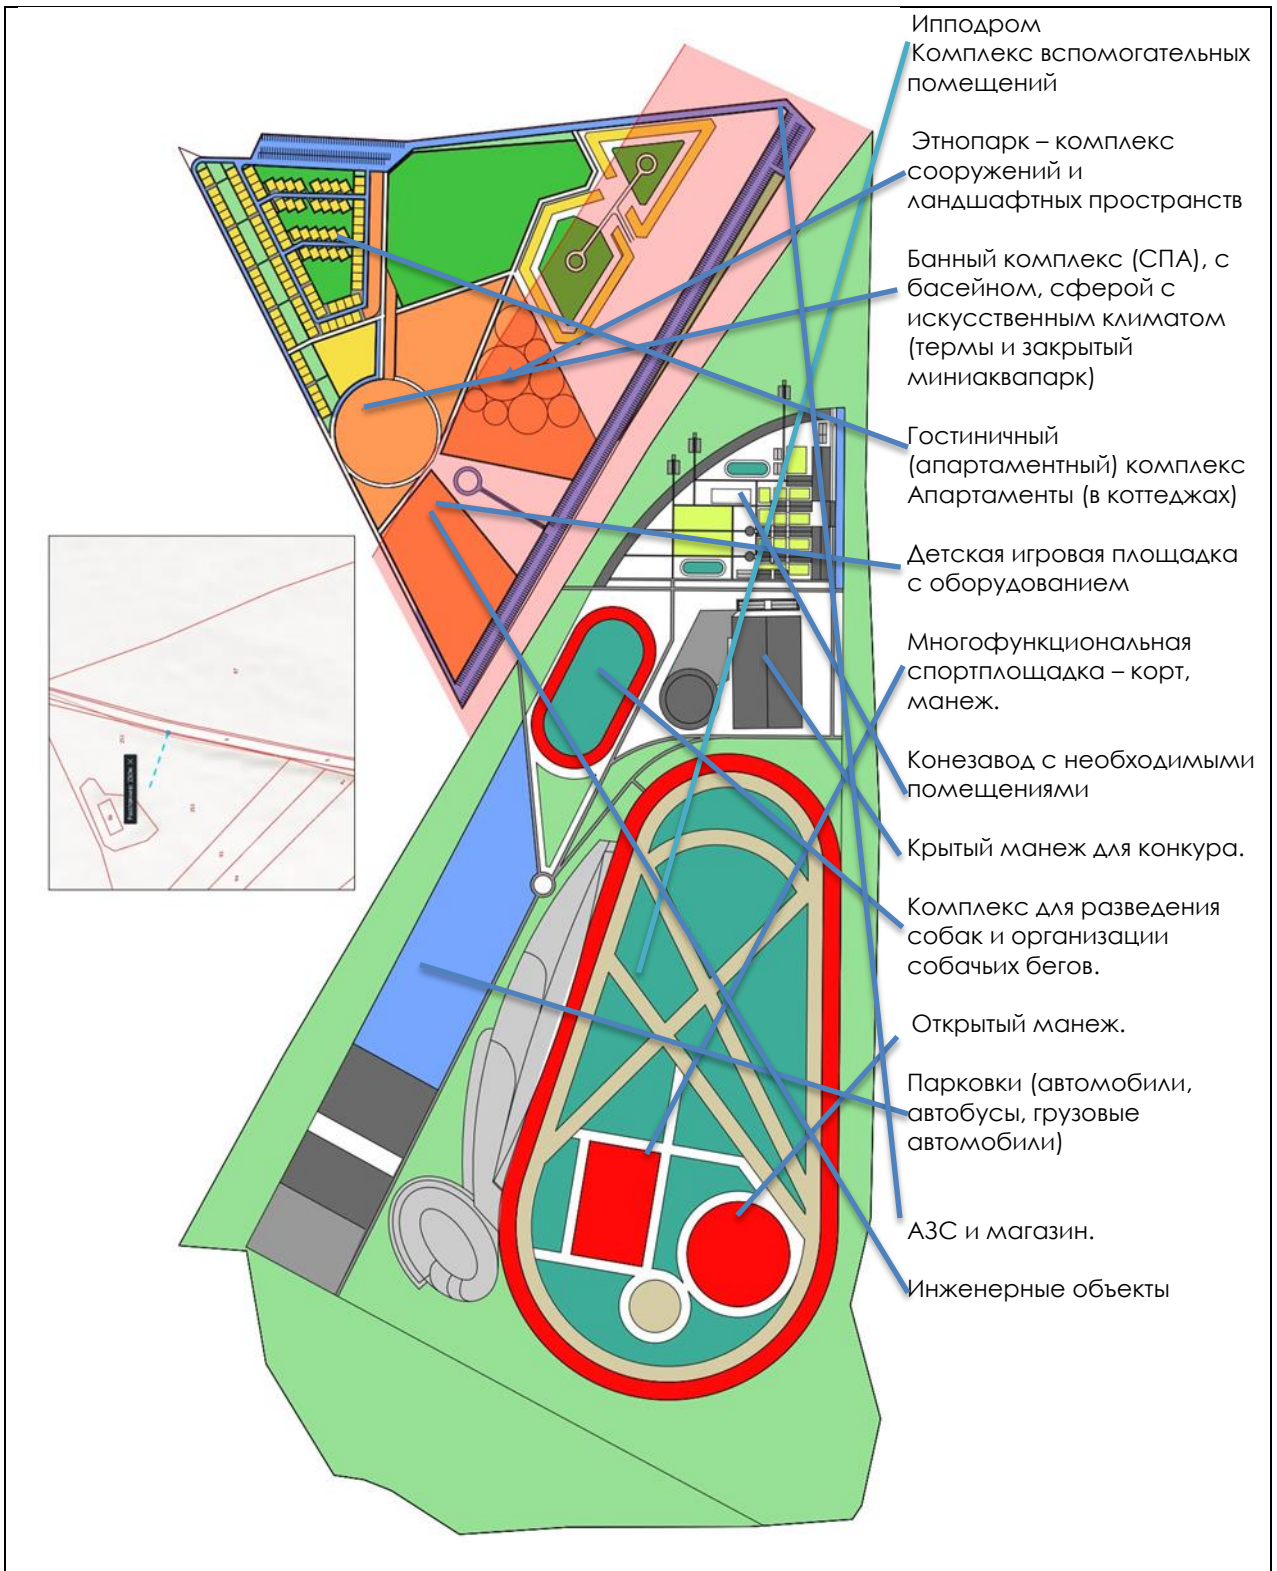 Ипподром
Комплекс вспомогательных
помещений
Этнопарк – комплекс
сооружений и
ландшафтных пространств
Банный комплекс (СПА), с
басейном, сферой с
искусственным климатом
(термы и закрытый
миниаквапарк)
Гостиничный
(апартаментный) комплекс
Апартаменты (в коттеджах)
Детская игровая площадка
с оборудованием
Многофункциональная
спортплощадка – корт,
манеж.
Конезавод с необходимыми
помещениями
Крытый манеж для конкура.
Комплекс для разведения
собак и организации
собачьих бегов.
Открытый манеж.
Парковки (автомобили,
автобусы, грузовые
автомобили)
АЗС и магазин.
Инженерные объекты